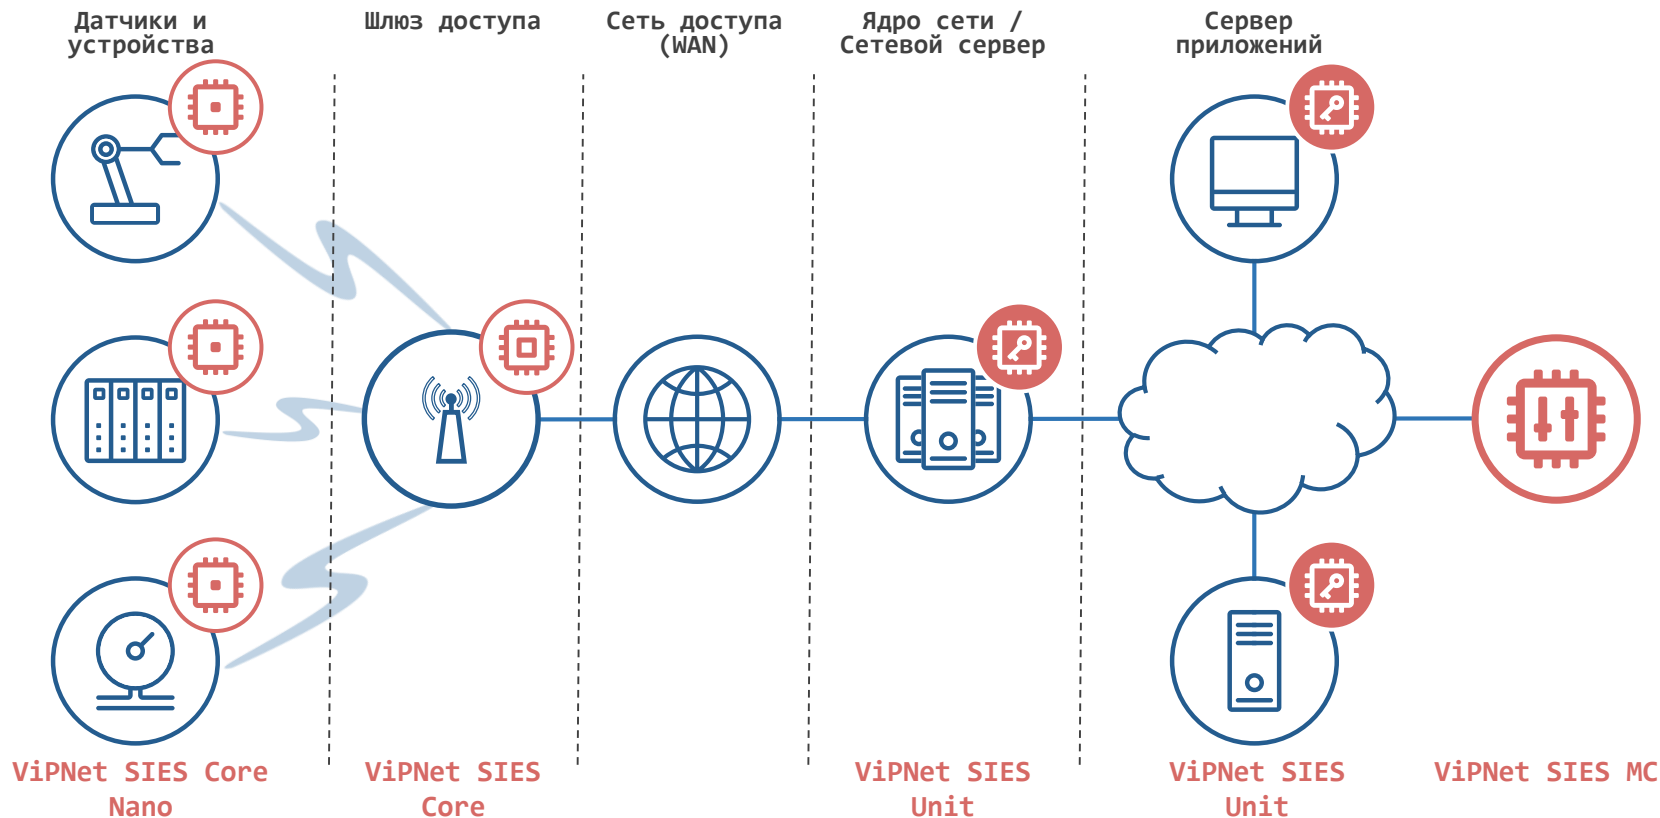 Датчики и
устройства
Шлюз доступа
Сеть доступа
(WAN)
Ядро сети /
Сетевой сервер
Сервер
приложений
ViPNet SIES Core
Nano
ViPNet SIES
Core
ViPNet SIES
Unit
ViPNet SIES
Unit
ViPNet SIES MC